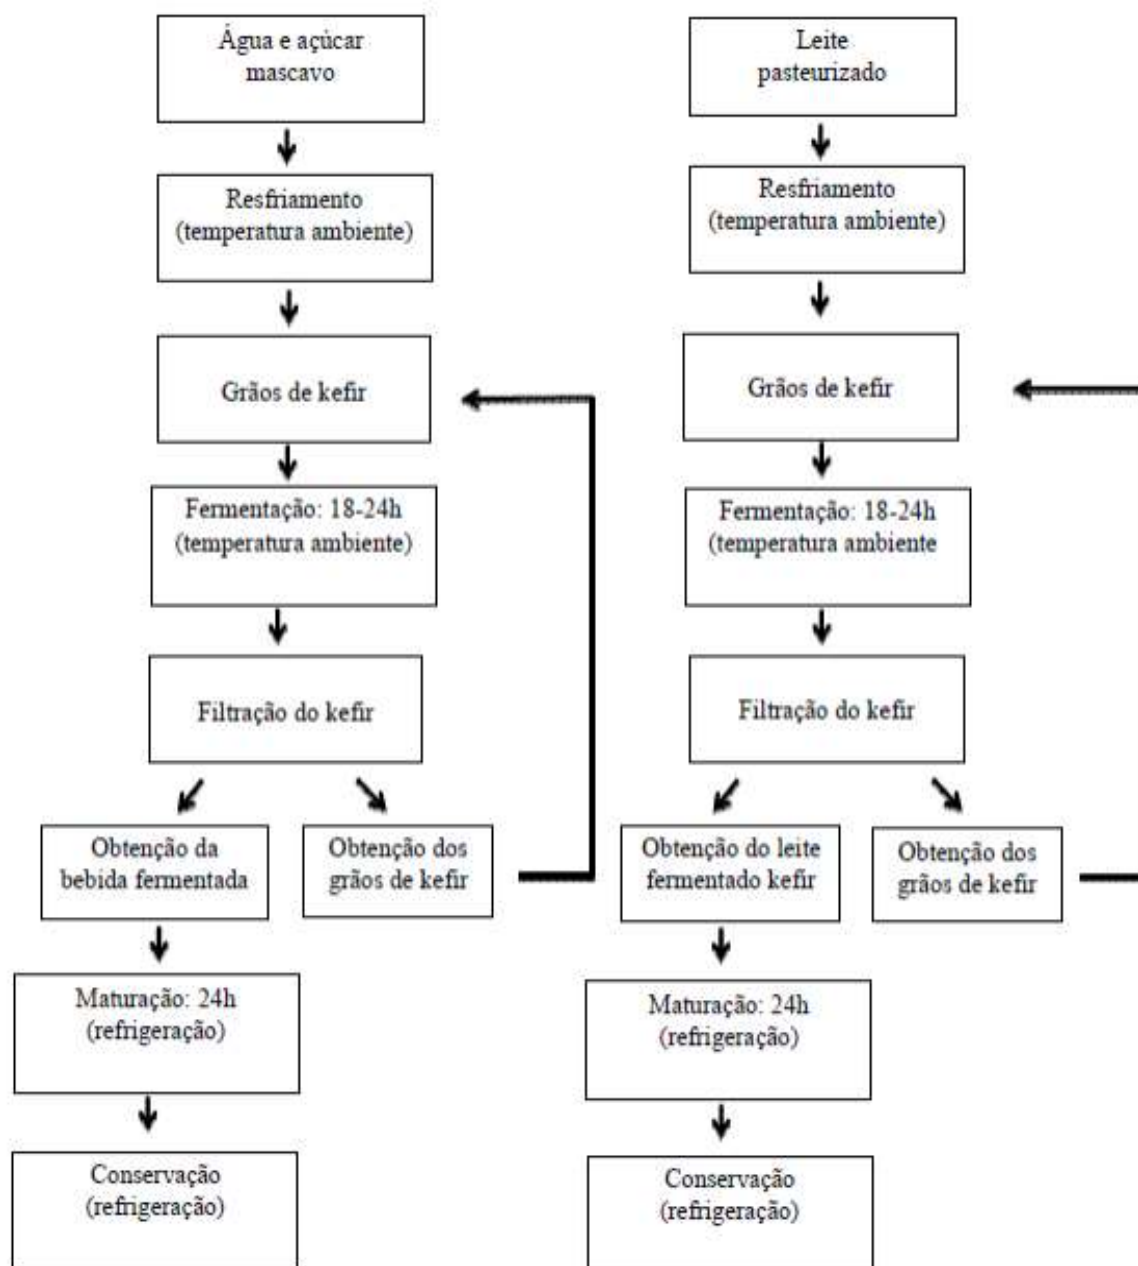 Água e açúcar
mascavo
Resfriamento
(temperatura ambiente)
Grãos de kefir
Fermentação: 18-24h
(temperatura ambiente)
Filtração do kefir
Obtenção da
bebida fermentada
Obtenção dos
grãos de kefir
Maturação: 24h
(refrigeração)
Conservação
(refrigeração)
Leite
pasteurizado
Resfriamento
(temperatura ambiente)
Grãos de kefir
Fermentação: 18-24h
(temperatura ambiente
Filtração do kefir
Obtenção do leite
fermentado kefir
Obtenção dos
grãos de kefir
Maturação: 24h
(refrigeração)
Conservação
(refrigeração)